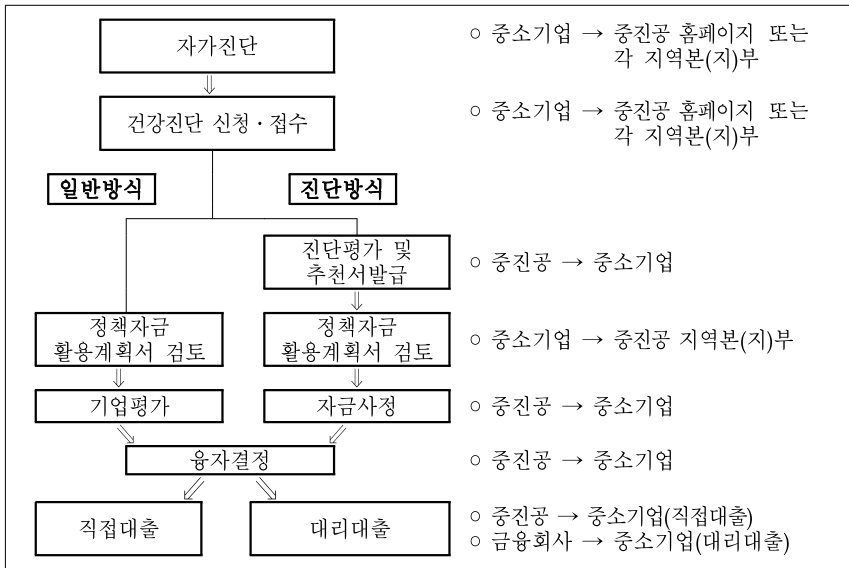 자가진단
○ 중소기업 → 중진공 홈페이지 또는
각 지역본(지)부
건강진단 신청·접수
○ 중소기업 → 중진공 홈페이지 또는
각 지역본(지)부
일반방식
진단방식
진단평가 및
추천서발급
○ 중진공 → 중소기업
정책자금
활용계획서 검토
정책자금
활용계획서 검토
○ 중소기업 → 중진공 지역본(지)부
기업평가
자금사정
○ 중진공 → 중소기업
융자결정
○ 중진공 → 중소기업
직접대출
대리대출
○ 중진공 → 중소기업(직접대출)
○ 금융회사 → 중소기업(대리대출)